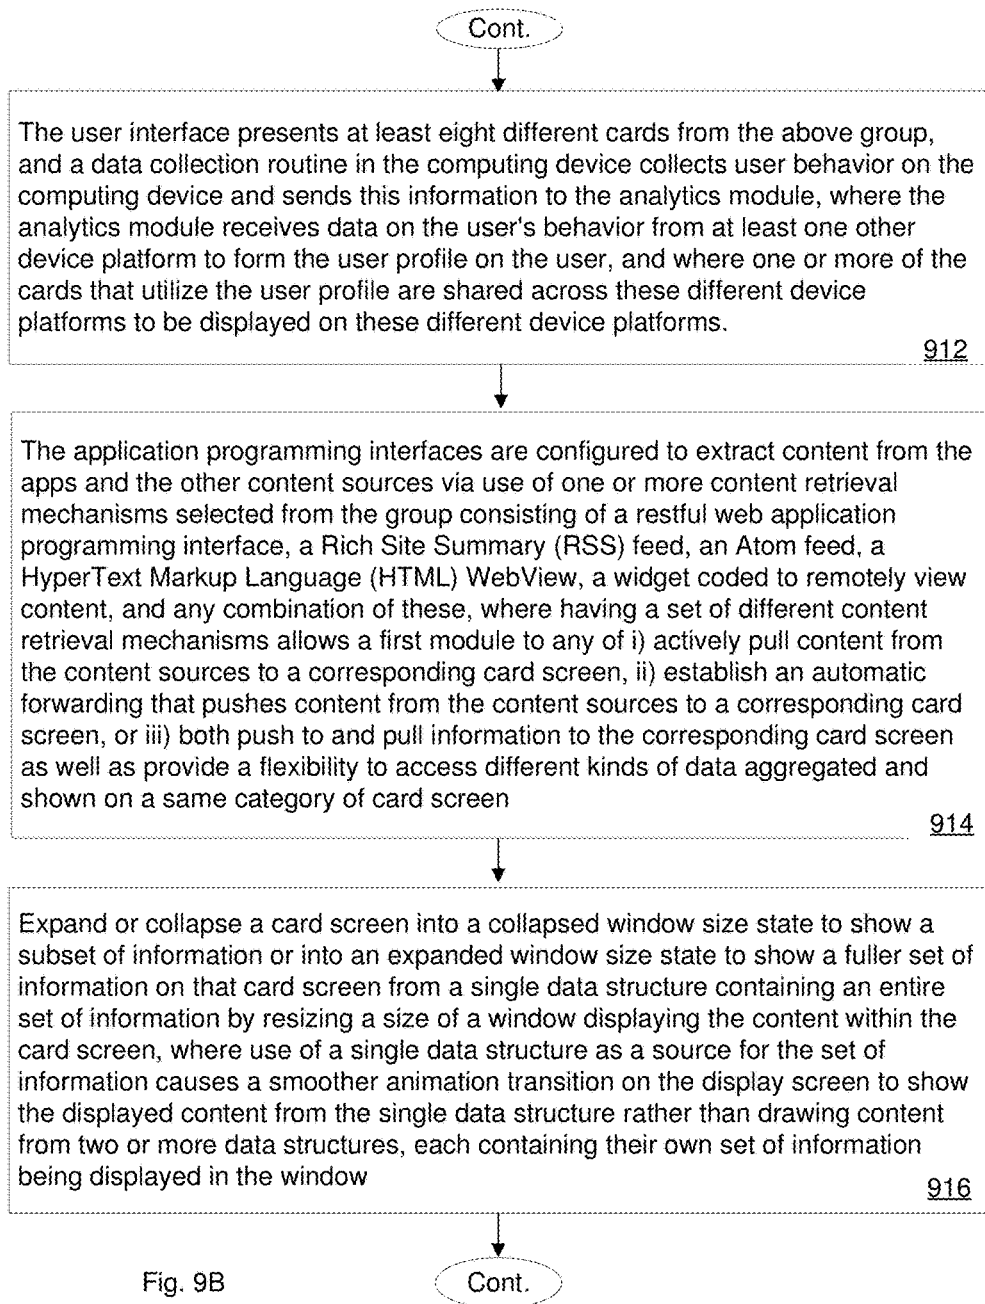 Cont.
The user interface presents at least eight different cards from the above group,
and a data collection routine in the computing device collects user behavior on the
computing device and sends this information to the analytics module, where the
analytics module receives data on the user's behavior from at least one other
device platform to form the user profile on the user, and where one or more of the
cards that utilize the user profile are shared across these different device
platforms to be displayed on these different device platforms.
912
The application programming interfaces are configured to extract content from the
apps and the other content sources via use of one or more content retrieval
mechanisms selected from the group consisting of a restful web application
programming interface, a Rich Site Summary (RSS) feed, an Atom feed, a
HyperText Markup Language (HTML) WebView, a widget coded to remotely view
content, and any combination of these, where having a set of different content
retrieval mechanisms allows a first module to any of i) actively pull content from
the content sources to a corresponding card screen, ii) establish an automatic
forwarding that pushes content from the content sources to a corresponding card
screen, or iii) both push to and pull information to the corresponding card screen
as well as provide a flexibility to access different kinds of data aggregated and
shown on a same category of card screen
914
Expand or collapse a card screen into a collapsed window size state to show a
subset of information or into an expanded window size state to show a fuller set of
information on that card screen from a single data structure containing an entire
set of information by resizing a size of a window displaying the content within the
card screen, where use of a single data structure as a source for the set of
information causes a smoother animation transition on the display screen to show
the displayed content from the single data structure rather than drawing content
from two or more data structures, each containing their own set of information
being displayed in the window
916
Fig. 9B
Cont.